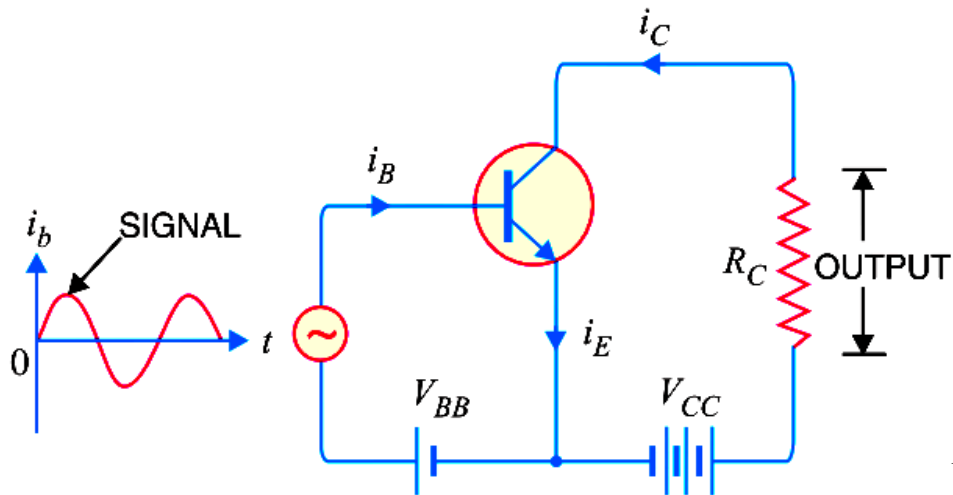 i_C
i_B
i_b
SIGNAL
R_C
OUTPUT
0
t
~
i_E
V_BB
V_CC